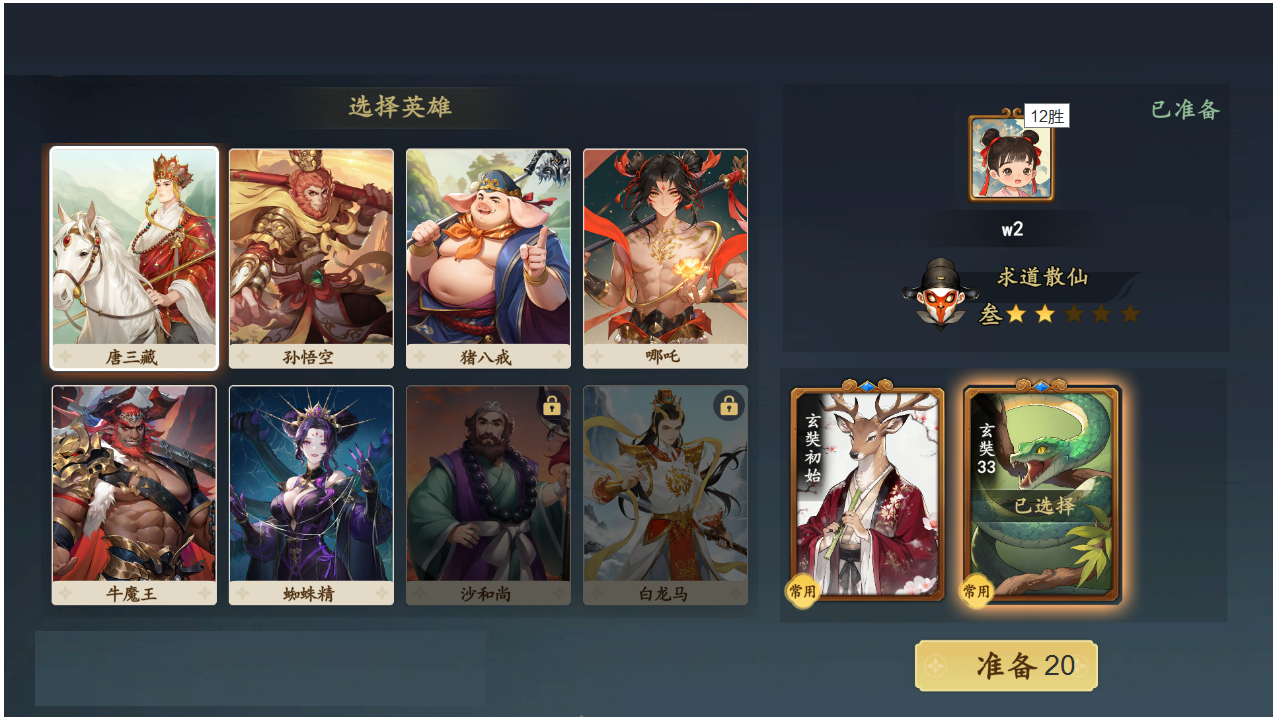 选择英雄
唐三藏
孙悟空
猪八戒
哪吒
牛魔王
蜘蛛精
沙和尚
白龙马
已准备
12胜
w2
求道散仙
叁
玄奘初始
常用
玄奘33
已选择
常用
准备 20